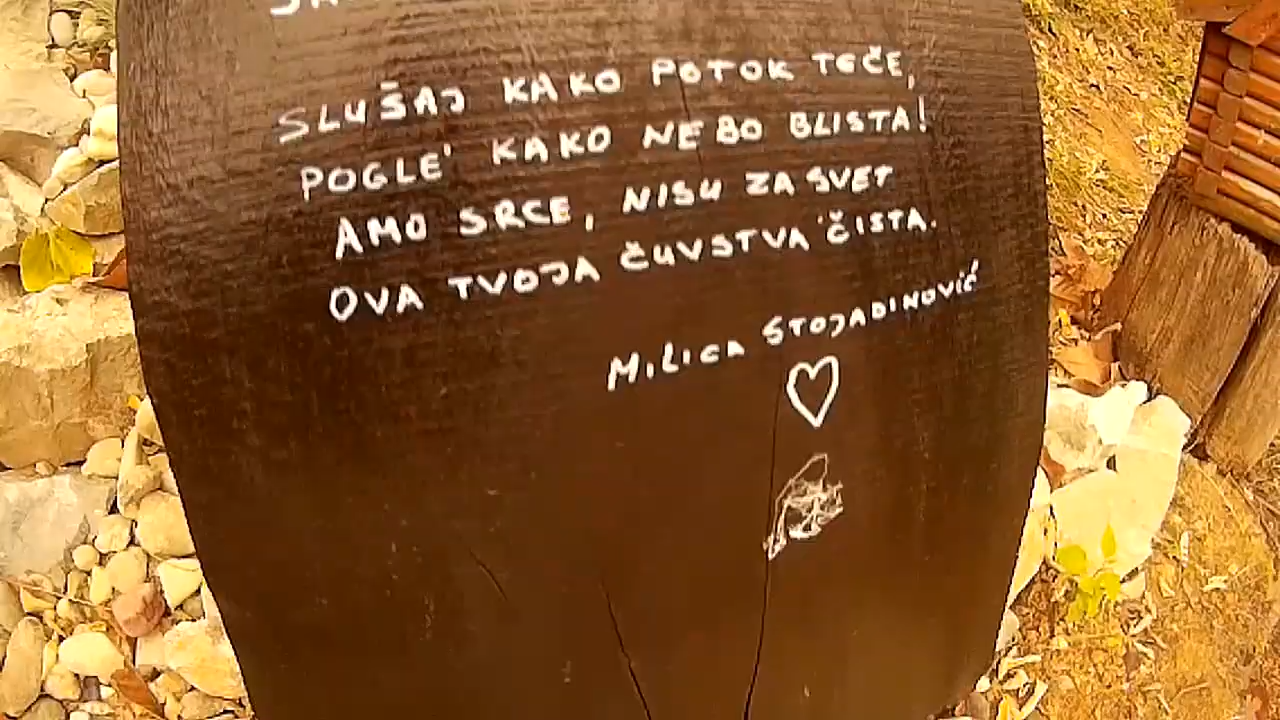 SLUŠAJ KAKO POTOK TEČE,
POGLE' KAKO NEBO BLISTA!
AMO SRCE, NISU ZA SVET
OVA TVOJA ČUVSTVA ČISTA.
MILICA STOJADINOVIĆ